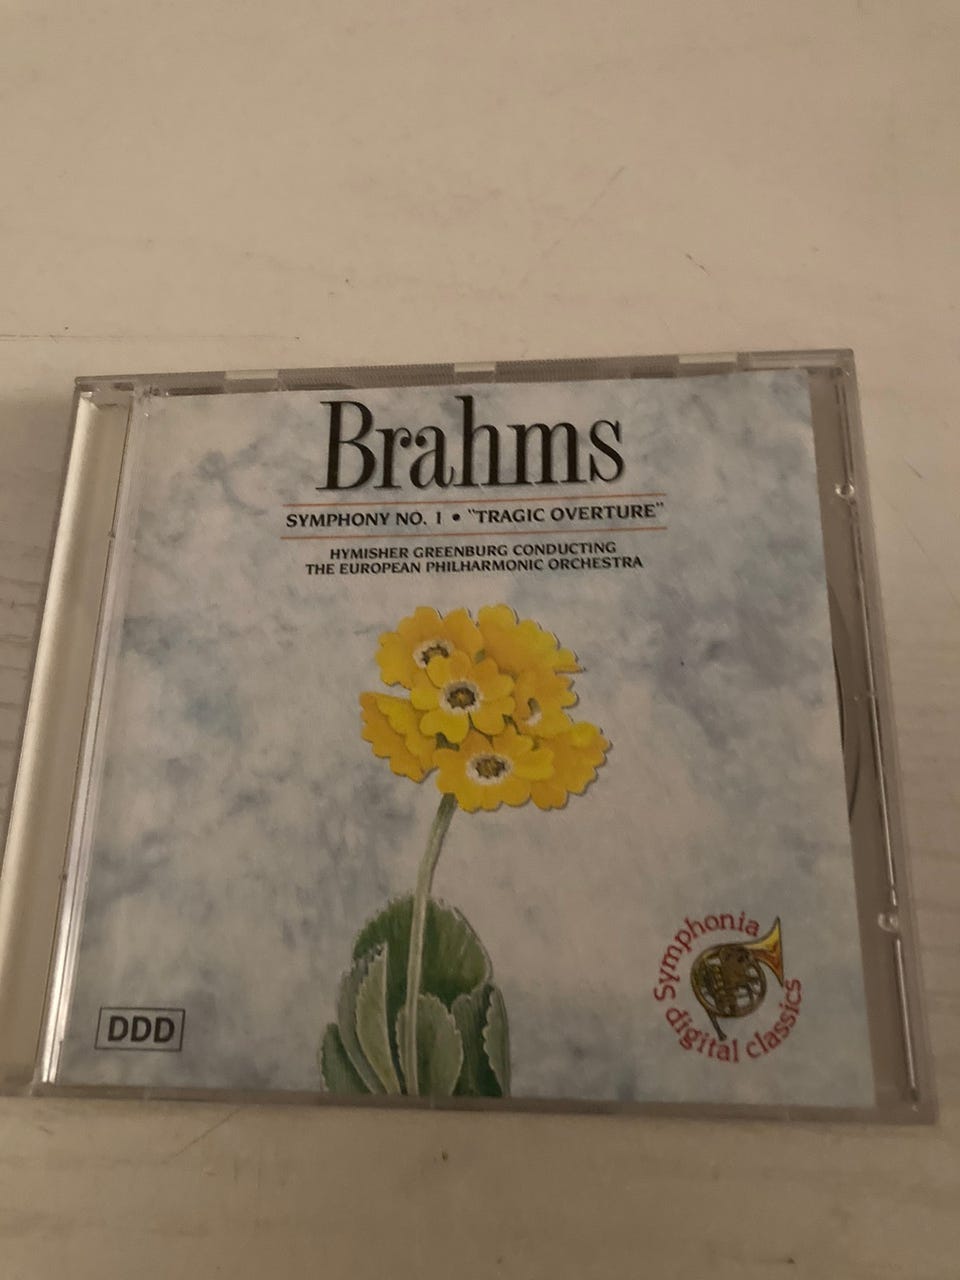 Brahms
SYMPHONY NO. 1 • "TRAGIC OVERTURE"
HYMISHER GREENBURG CONDUCTING
THE EUROPEAN PHILHARMONIC ORCHESTRA
Symphonia
digital classics
DDD